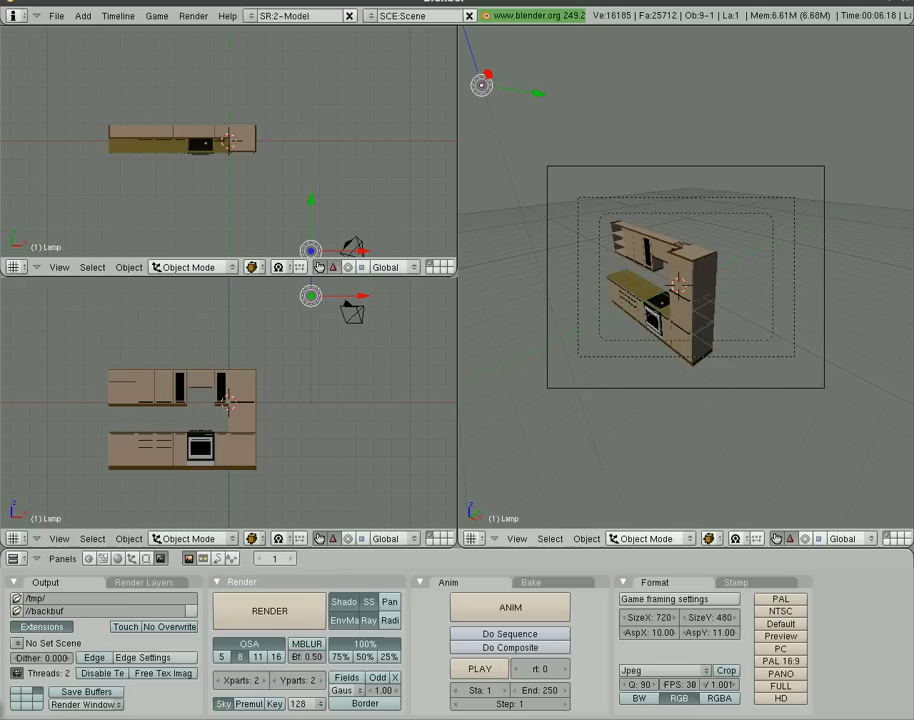 Blender
File Add Timeline Game Render Help SR:2-Model SCE:Scene www.blender.org 249.2 Ve:16185 | Fa:25712 | Ob:9-1 | La:1 | Mem:6.61M (6.68M) | Time:00:06.18 |
(1) Lamp
View Select Object Object Mode Global
(1) Lamp
(1) Lamp
View Select Object Object Mode Global
View Select Object Object Mode Global
Panels 1
Output Render Layers
/tmp/
//backbuf
Extensions Touch No Overwrite
No Set Scene
Dither: 0.000 Edge Edge Settings
Threads: 2 Disable Te Free Tex Imag
Save Buffers
Render Window
Render
RENDER
Shado SS Pan
EnvMa Ray Radi
OSA MBLUR 100%
5 8 11 16 Bf: 0.50 75% 50% 25%
Xparts: 2 Yparts: 2 Fields Odd X
Gaus 1.00
Sky Premul Key 128 Border
Anim Bake
ANIM
Do Sequence
Do Composite
PLAY rt: 0
Sta: 1 End: 250
Step: 1
Format Stamp
Game framing settings
SizeX: 720 SizeY: 480
AspX: 10.00 AspY: 11.00
Jpeg Crop
Q: 90 FPS: 30 / 1.001
BW RGB RGBA
PAL
NTSC
Default
Preview
PC
PAL 16:9
PANO
FULL
HD